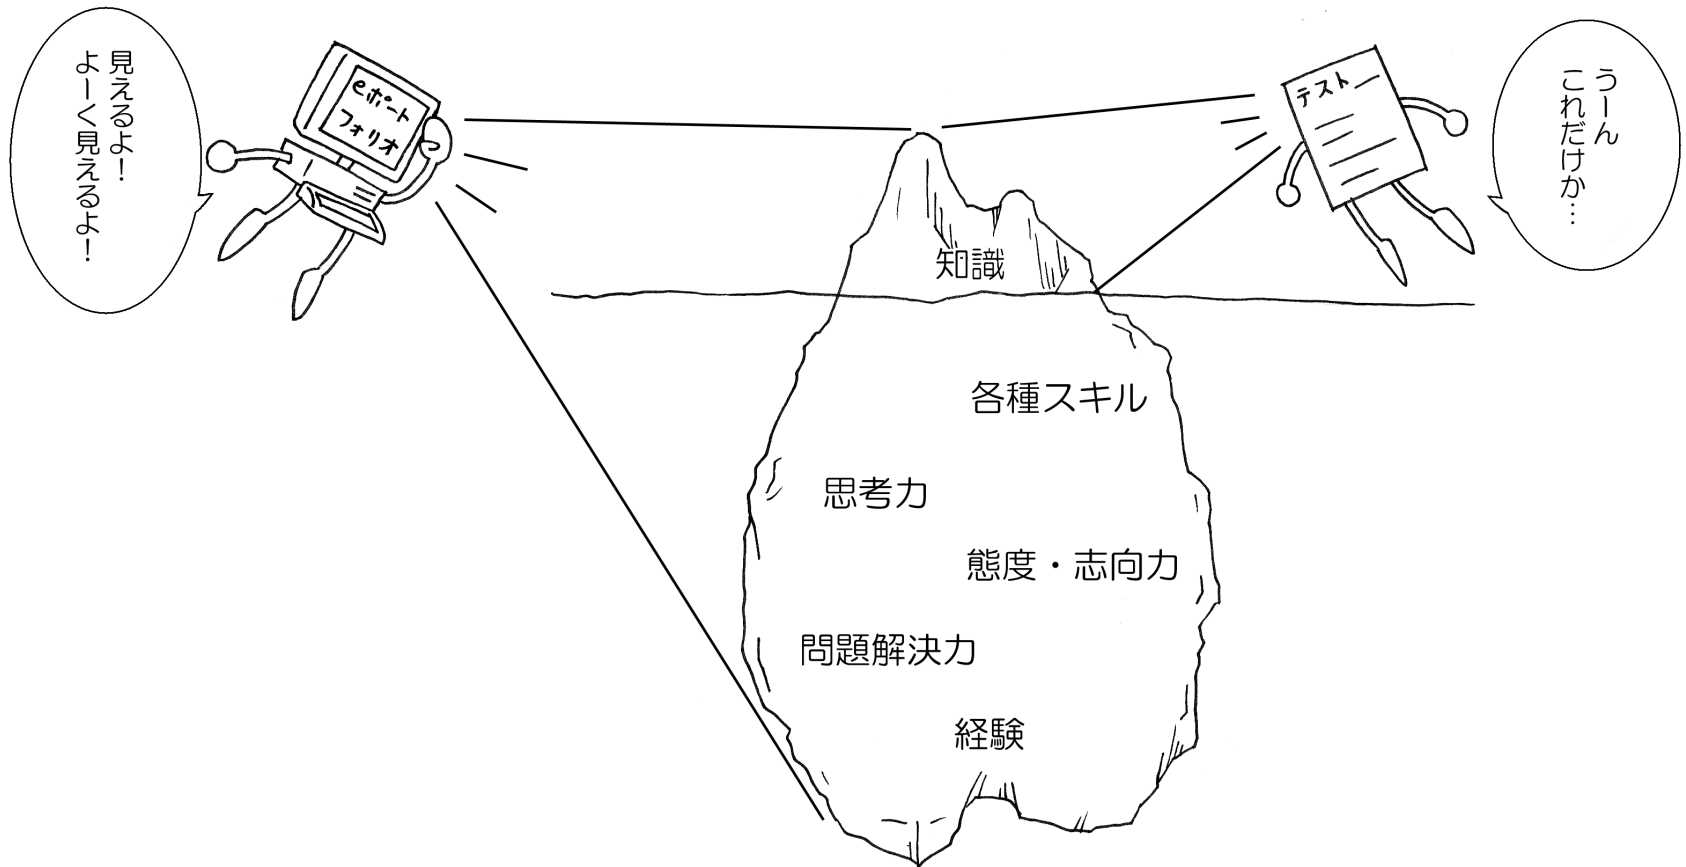 見えるよ！
よーく見えるよ！
eポート
フォリオ
テスト
うーん
これだけか…
知識
各種スキル
思考力
態度・志向力
問題解決力
経験